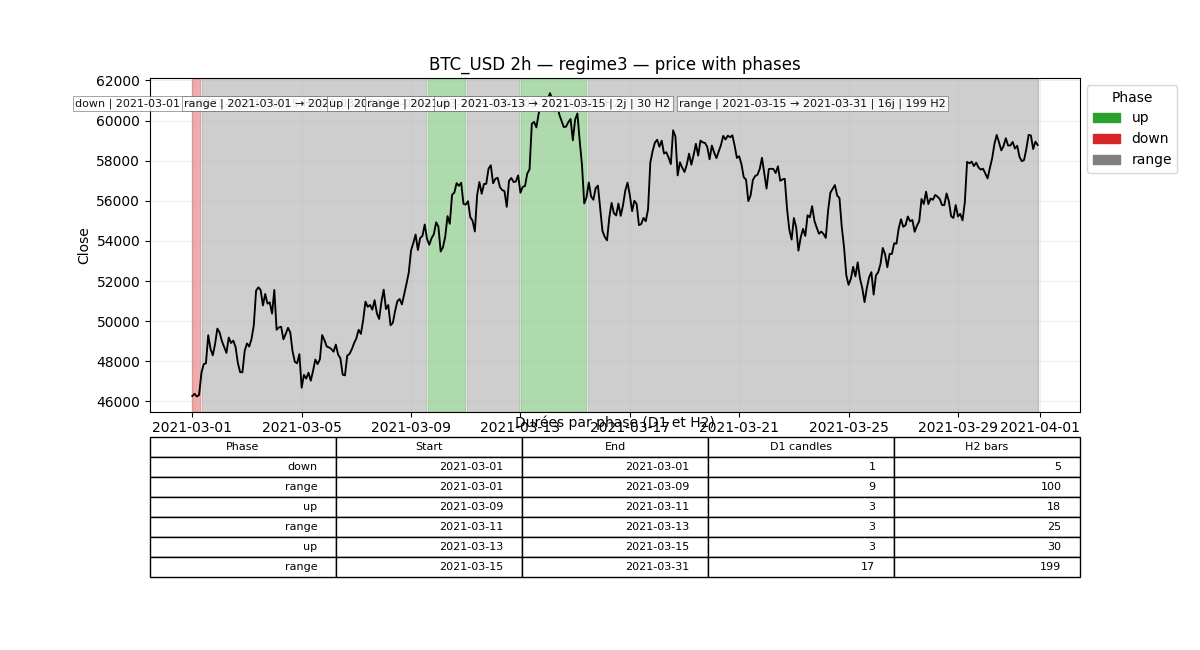 BTC_USD 2h — regime3 — price with phases
down | 2021-03-01 range | 2021-03-01 → 202 up | 20 range | 2021 up | 2021-03-13 → 2021-03-15 | 2j | 30 H2 range | 2021-03-15 → 2021-03-31 | 16j | 199 H2
Phase
up
down
range
Close
62000
60000
58000
56000
54000
52000
50000
48000
46000
2021-03-01 2021-03-05 2021-03-09 2021-03-13 2021-03-17 2021-03-21 2021-03-25 2021-03-29 2021-04-01
Durées par phase (D1 et H2)
Phase Start End D1 candles H2 bars
down 2021-03-01 2021-03-01 1 5
range 2021-03-01 2021-03-09 9 100
up 2021-03-09 2021-03-11 3 18
range 2021-03-11 2021-03-13 3 25
up 2021-03-13 2021-03-15 3 30
range 2021-03-15 2021-03-31 17 199